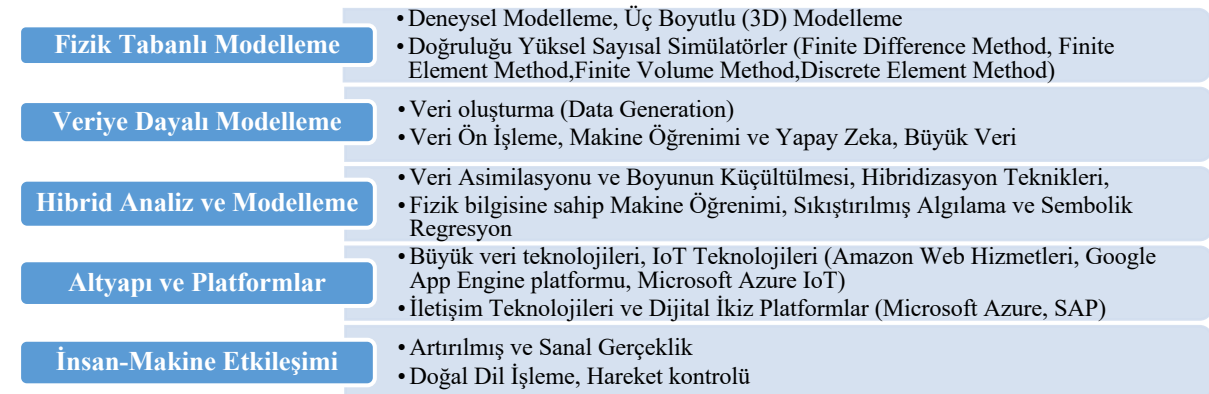 Fizik Tabanlı Modelleme
• Deneysel Modelleme, Üç Boyutlu (3D) Modelleme
• Doğruluğu Yüksel Sayısal Simülatörler (Finite Difference Method, Finite
Element Method,Finite Volume Method,Discrete Element Method)
Veriye Dayalı Modelleme
• Veri oluşturma (Data Generation)
• Veri Ön İşleme, Makine Öğrenimi ve Yapay Zeka, Büyük Veri
Hibrid Analiz ve Modelleme
• Veri Asimilasyonu ve Boyunun Küçültülmesi, Hibridizasyon Teknikleri,
• Fizik bilgisine sahip Makine Öğrenimi, Sıkıştırılmış Algılama ve Sembolik
Regresyon
Altyapı ve Platformlar
• Büyük veri teknolojileri, IoT Teknolojileri (Amazon Web Hizmetleri, Google
App Engine platformu, Microsoft Azure IoT)
• İletişim Teknolojileri ve Dijital İkiz Platformlar (Microsoft Azure, SAP)
İnsan-Makine Etkileşimi
• Artırılmış ve Sanal Gerçeklik
• Doğal Dil İşleme, Hareket kontrolü